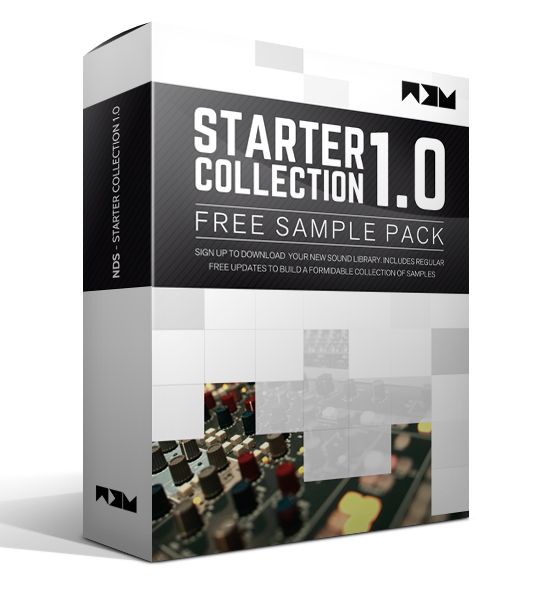 STARTER
COLLECTION 1.0
FREE SAMPLE PACK
SIGN UP TO DOWNLOAD YOUR NEW SOUND LIBRARY. INCLUDES REGULAR
FREE UPDATES TO BUILD A FORMIDABLE COLLECTION OF SAMPLES
NDS - STARTER COLLECTION 1.0